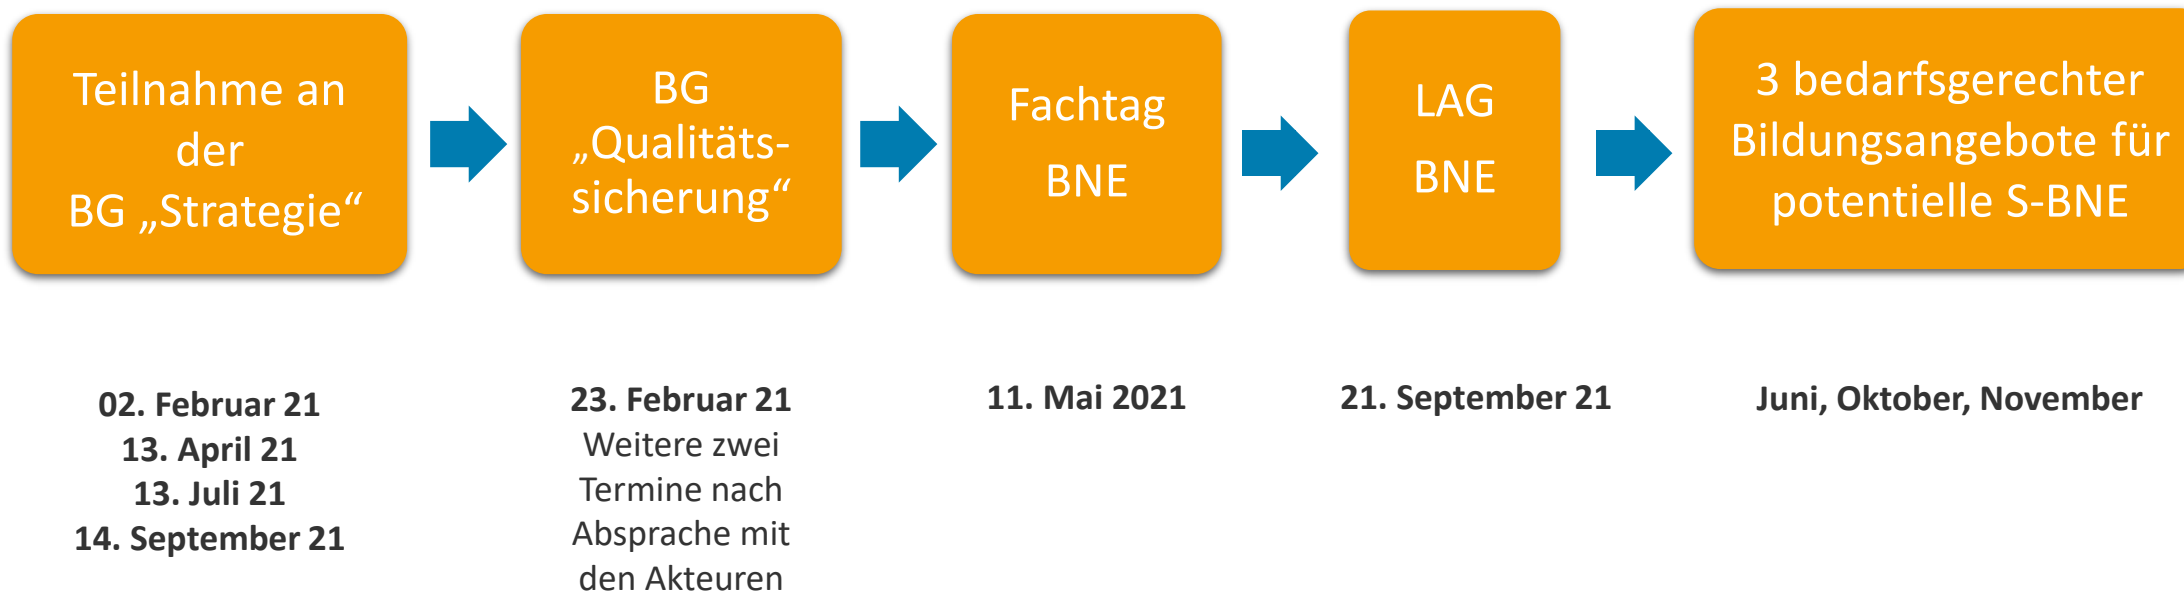 Teilnahme an
der
BG „Strategie“
BG
„Qualitäts-
sicherung“
Fachtag
BNE
LAG
BNE
3 bedarfsgerechter
Bildungsangebote für
potentielle S-BNE
02. Februar 21
13. April 21
13. Juli 21
14. September 21
23. Februar 21
Weitere zwei
Termine nach
Absprache mit
den Akteuren
11. Mai 2021
21. September 21
Juni, Oktober, November